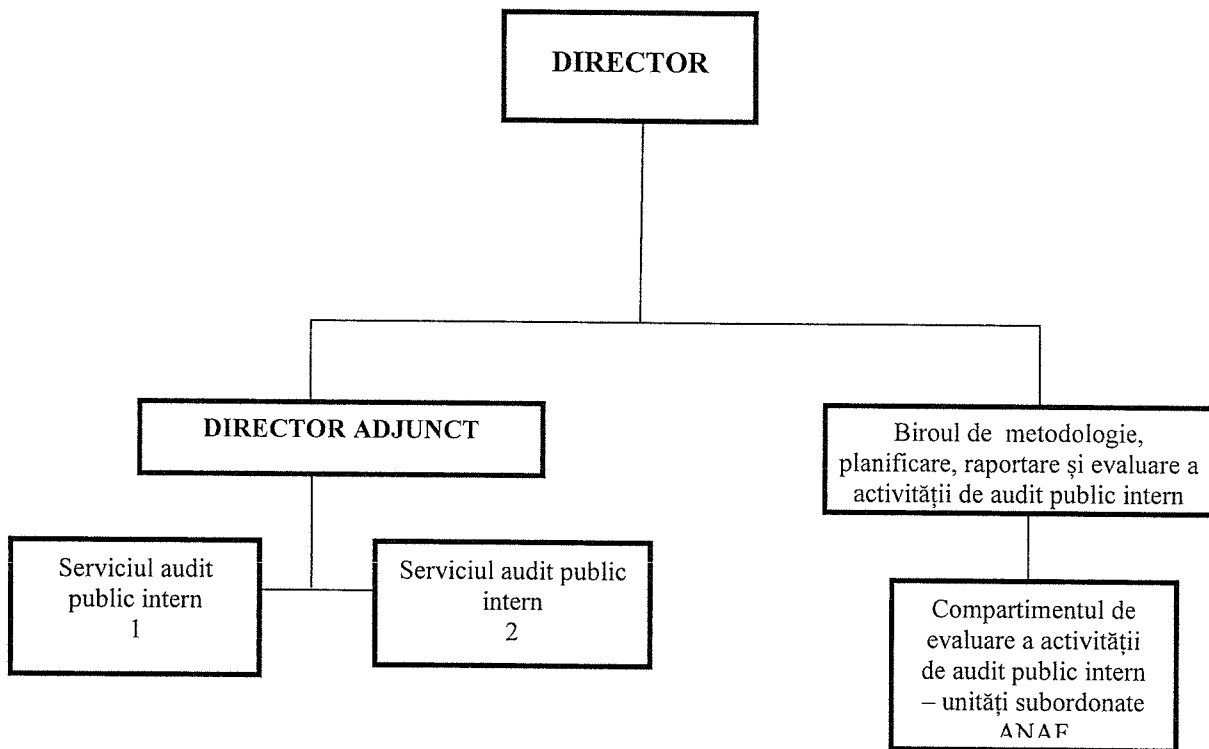 DIRECTOR
DIRECTOR ADJUNCT
Biroul de metodologie,
planificare, raportare și evaluare a
activității de audit public intern
Serviciul audit
public intern
1
Serviciul audit public
intern
2
Compartimentul de
evaluare a activității
de audit public intern
– unități subordonate
ANAF